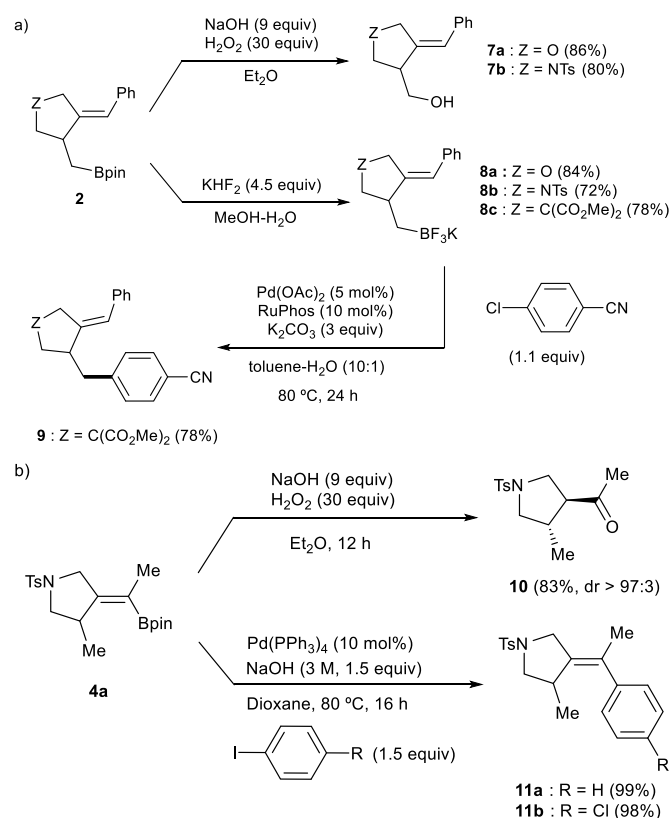 a)
NaOH (9 equiv)
H2O2 (30 equiv)
Et2O
Z
Ph
OH
7a : Z = O (86%)
7b : Z = NTs (80%)
Z
Ph
Bpin
2
KHF2 (4.5 equiv)
MeOH-H2O
Z
Ph
BF3K
8a : Z = O (84%)
8b : Z = NTs (72%)
8c : Z = C(CO2Me)2 (78%)
Z
Ph
CN
9 : Z = C(CO2Me)2 (78%)
Pd(OAc)2 (5 mol%)
RuPhos (10 mol%)
K2CO3 (3 equiv)
toluene-H2O (10:1)
80 ºC, 24 h
Cl
CN
(1.1 equiv)
b)
NaOH (9 equiv)
H2O2 (30 equiv)
Et2O, 12 h
TsN
Me
O
Me
10 (83%, dr > 97:3)
TsN
Me
Bpin
Me
4a
Pd(PPh3)4 (10 mol%)
NaOH (3 M, 1.5 equiv)
Dioxane, 80 ºC, 16 h
I
R (1.5 equiv)
TsN
Me
Me
R
11a : R = H (99%)
11b : R = Cl (98%)